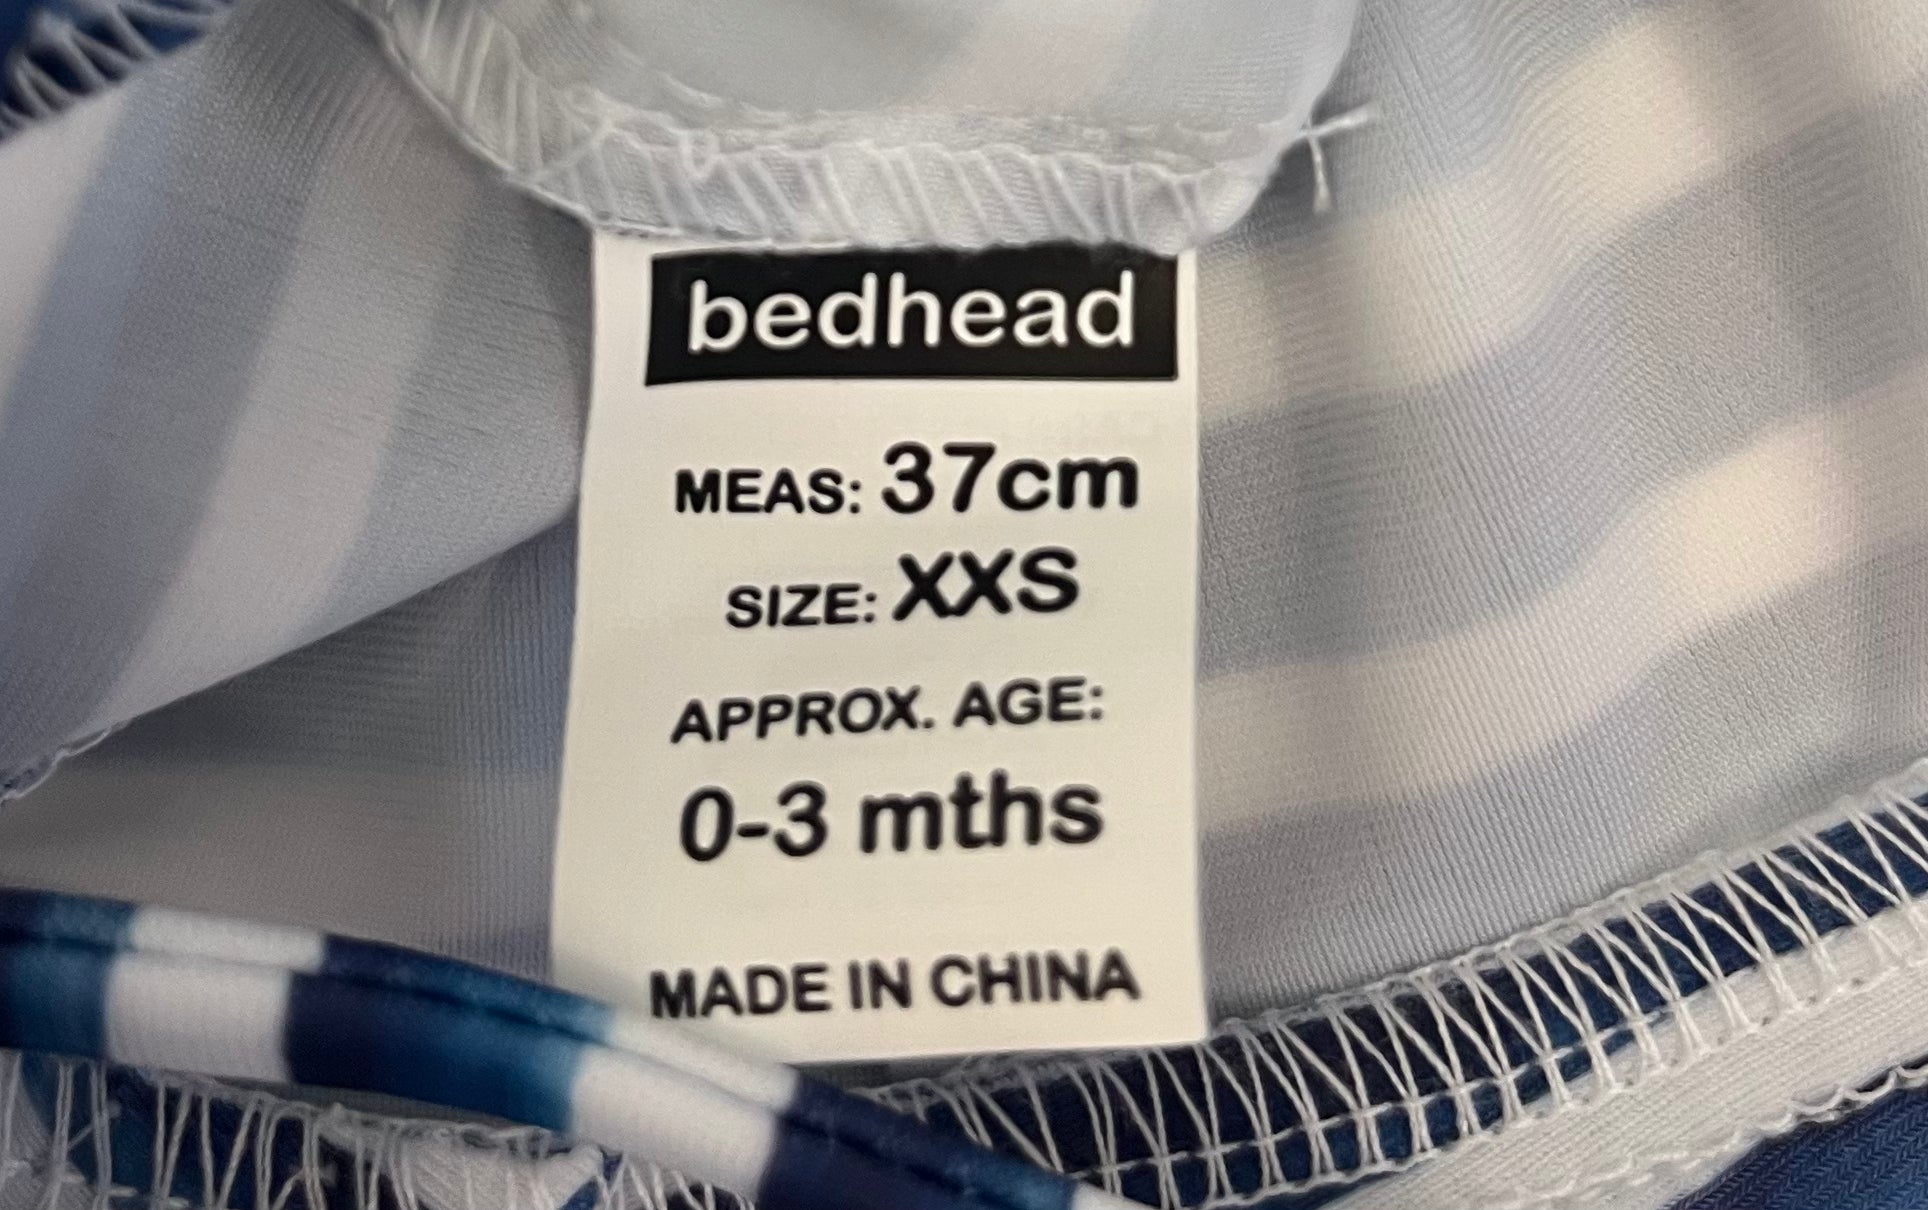 bedhead
MEAS: 37cm
SIZE: XXS
APPROX. AGE:
0-3 mths
MADE IN CHINA